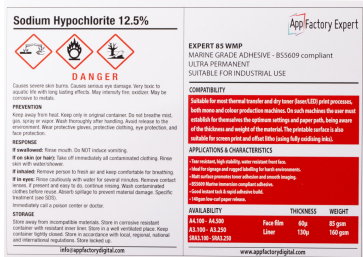 Sodium Hypochlorite 12.5%
DANGER
Causes severe skin burns. Causes serious eye damage. Very toxic to
aquatic life with long lasting effects. May intensify fire; oxidizer. May be
corrosive to metals.
PREVENTION
Keep away from heat. Keep only in original container. Do not breathe mist,
gas, spray or vapor. Wash thoroughly after handling. Avoid release to the
environment. Wear protective gloves, protective clothing, eye protection, and
face protection.
RESPONSE
If swallowed: Rinse mouth. Do NOT induce vomiting.
If on skin (or hair): Take off immediately all contaminated clothing. Rinse
skin with water/shower.
If inhaled: Remove person to fresh air and keep comfortable for breathing.
If in eyes: Rinse cautiously with water for several minutes. Remove contact
lenses, if present and easy to do, continue rinsing. Wash contaminated
clothes before reuse. Absorb spillage to prevent material damage. Specific
treatment (see SDS).
Immediately call a poison center or doctor.
STORAGE
Store away from incompatible materials. Store in corrosive resistant
container with resistant inner liner. Store in a well ventilated place. Keep
container tightly closed. Store in accordance with local, regional, national
and international regulations. Store locked up.
info@appfactorydigital.com
App Factory Expert
EXPERT 85 WMP
MARINE GRADE ADHESIVE - BS5609 compliant
ULTRA PERMANENT
SUITABLE FOR INDUSTRIAL USE
COMPATIBILITY
Suitable for most thermal transfer and dry toner (laser/LED) print processes,
both mono and colour production machines. On such machines the user must
establish for themselves the optimum settings and paper path, being aware
of the thickness and weight of the material. The printable surface is also
suitable for screen print and offset litho (using fully oxidising inks).
APPLICATIONS & CHARACTERISTICS
• Tear resistant, high stability, water resistant front face.
• Ideal for signage and rugged labelling for harsh environments.
• Matt surface promotes toner adhesion and smooth imaging.
• BS5609 Marine immersion compliant adhesive.
• Good instant tack & rapid adhesive build.
• 140gsm low-curl paper release.
AVAILABILITY THICKNESS WEIGHT
A4.100 - A4.500 Face film 60µ 85 gsm
A3.100 - A3.250 Liner 130µ 160 gsm
SRA3.100 - SRA3.250
www.appfactorydigital.com